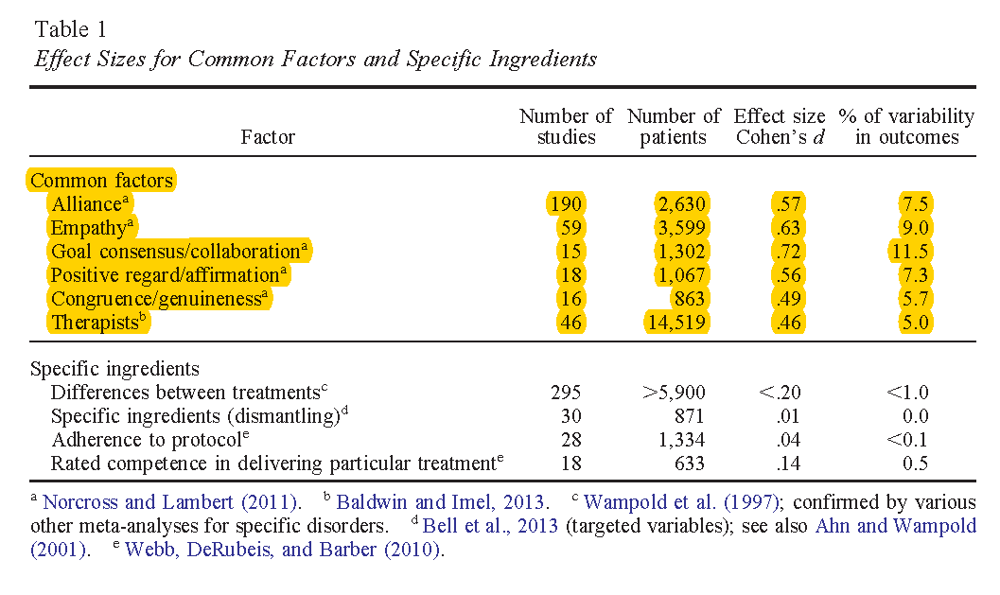 Table 1
Effect Sizes for Common Factors and Specific Ingredients
Factor Number of studies Number of patients Effect size Cohen's d % of variability in outcomes
Common factors
Alliance^a 190 2,630 .57 7.5
Empathy^a 59 3,599 .63 9.0
Goal consensus/collaboration^a 15 1,302 .72 11.5
Positive regard/affirmation^a 18 1,067 .56 7.3
Congruence/genuineness^a 16 863 .49 5.7
Therapists^b 46 14,519 .46 5.0
Specific ingredients
Differences between treatments^c 295 >5,900 <.20 <1.0
Specific ingredients (dismantling)^d 30 871 .01 0.0
Adherence to protocol^e 28 1,334 .04 <0.1
Rated competence in delivering particular treatment^e 18 633 .14 0.5
^a Norcross and Lambert (2011). ^b Baldwin and Imel, 2013. ^c Wampold et al. (1997); confirmed by various
other meta-analyses for specific disorders. ^d Bell et al., 2013 (targeted variables); see also Ahn and Wampold
(2001). ^e Webb, DeRubeis, and Barber (2010).